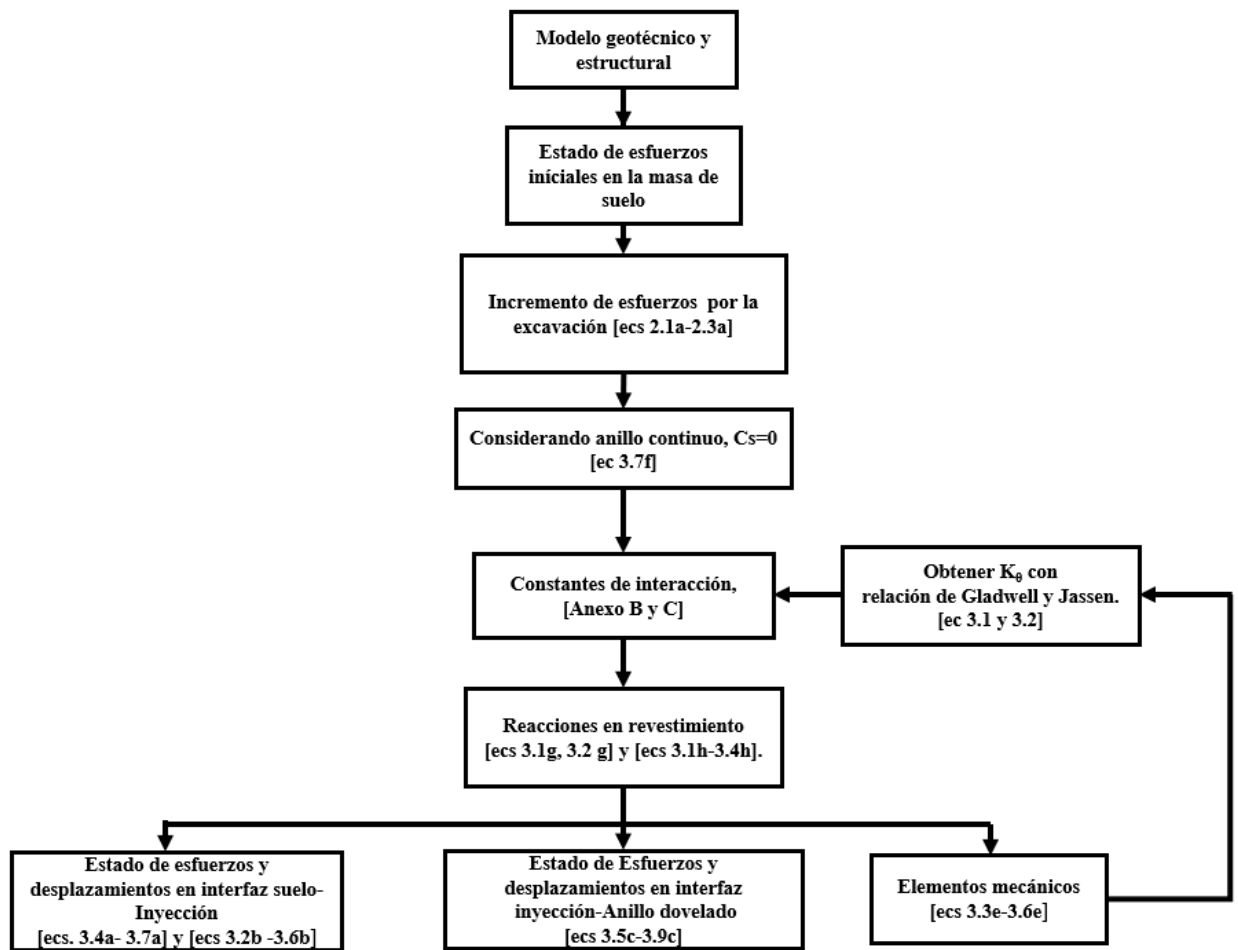 Modelo geotécnico y
estructural
Estado de esfuerzos
iníciales en la masa de
suelo
Incremento de esfuerzos por la
excavación [ecs 2.1a-2.3a]
Considerando anillo continuo, Cs=0
[ec 3.7f]
Constantes de interacción,
[Anexo B y C]
Obtener Kθ con
relación de Gladwell y Jassen.
[ec 3.1 y 3.2]
Reacciones en revestimiento
[ecs 3.1g, 3.2 g] y [ecs 3.1h-3.4h].
Estado de esfuerzos y
desplazamientos en interfaz suelo-
Inyección
[ecs. 3.4a- 3.7a] y [ecs 3.2b -3.6b]
Estado de Esfuerzos y
desplazamientos en interfaz
inyección-Anillo dovelado
[ecs 3.5c-3.9c]
Elementos mecánicos
[ecs 3.3e-3.6e]